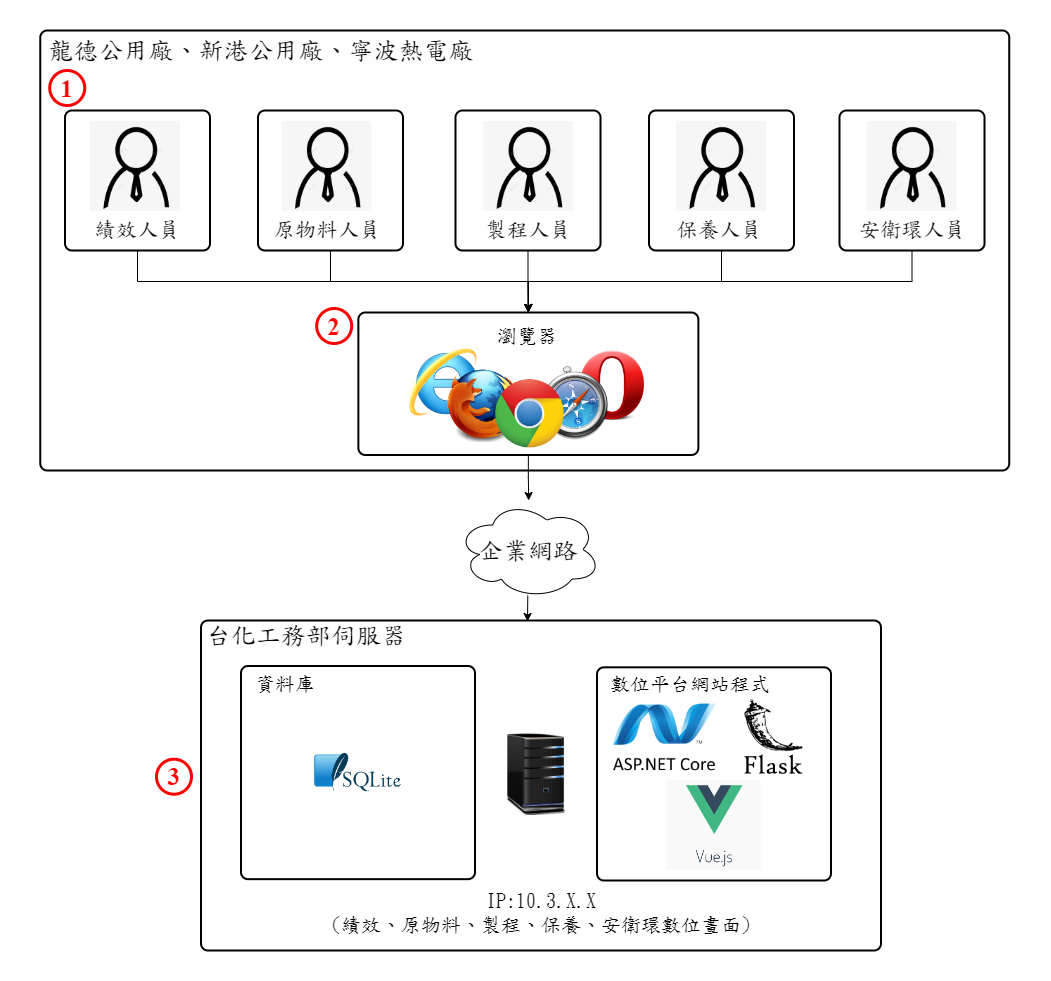 龍德公用廠、新港公用廠、寧波熱電廠
1
績效人員
原物料人員
製程人員
保養人員
安衛環人員
2
瀏覽器
企業網路
台化工務部伺服器
資料庫
數位平台網站程式
3
SQLite
TM
ASP.NET Core
Flask
Vue.js
IP:10.3.X.X
(績效、原物料、製程、保養、安衛環數位畫面)